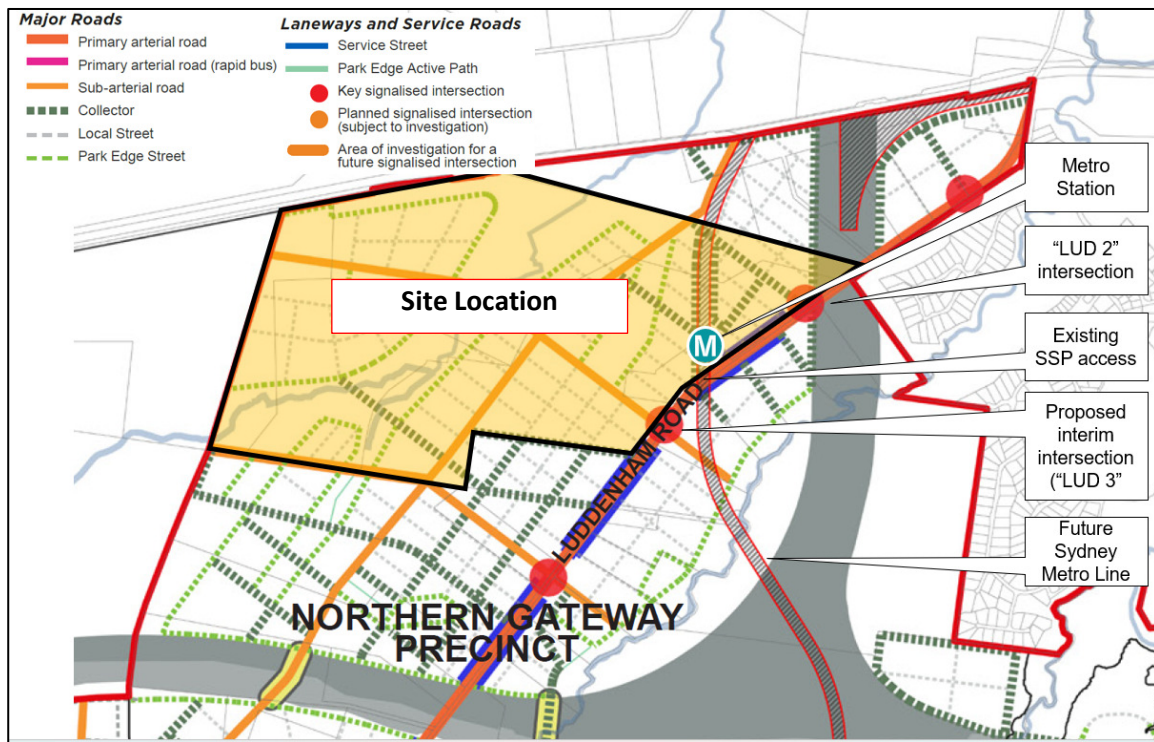 Major Roads
Primary arterial road
Primary arterial road (rapid bus)
Sub-arterial road
Collector
Local Street
Park Edge Street
Laneways and Service Roads
Service Street
Park Edge Active Path
Key signalised intersection
Planned signalised intersection
(subject to investigation)
Area of investigation for a
future signalised intersection
Metro
Station
“LUD 2”
intersection
Site Location
M
Existing
SSP access
Proposed
interim
intersection
(“LUD 3”
LUDDENHAM ROAD
Future
Sydney
Metro Line
NORTHERN GATEWAY
PRECINCT